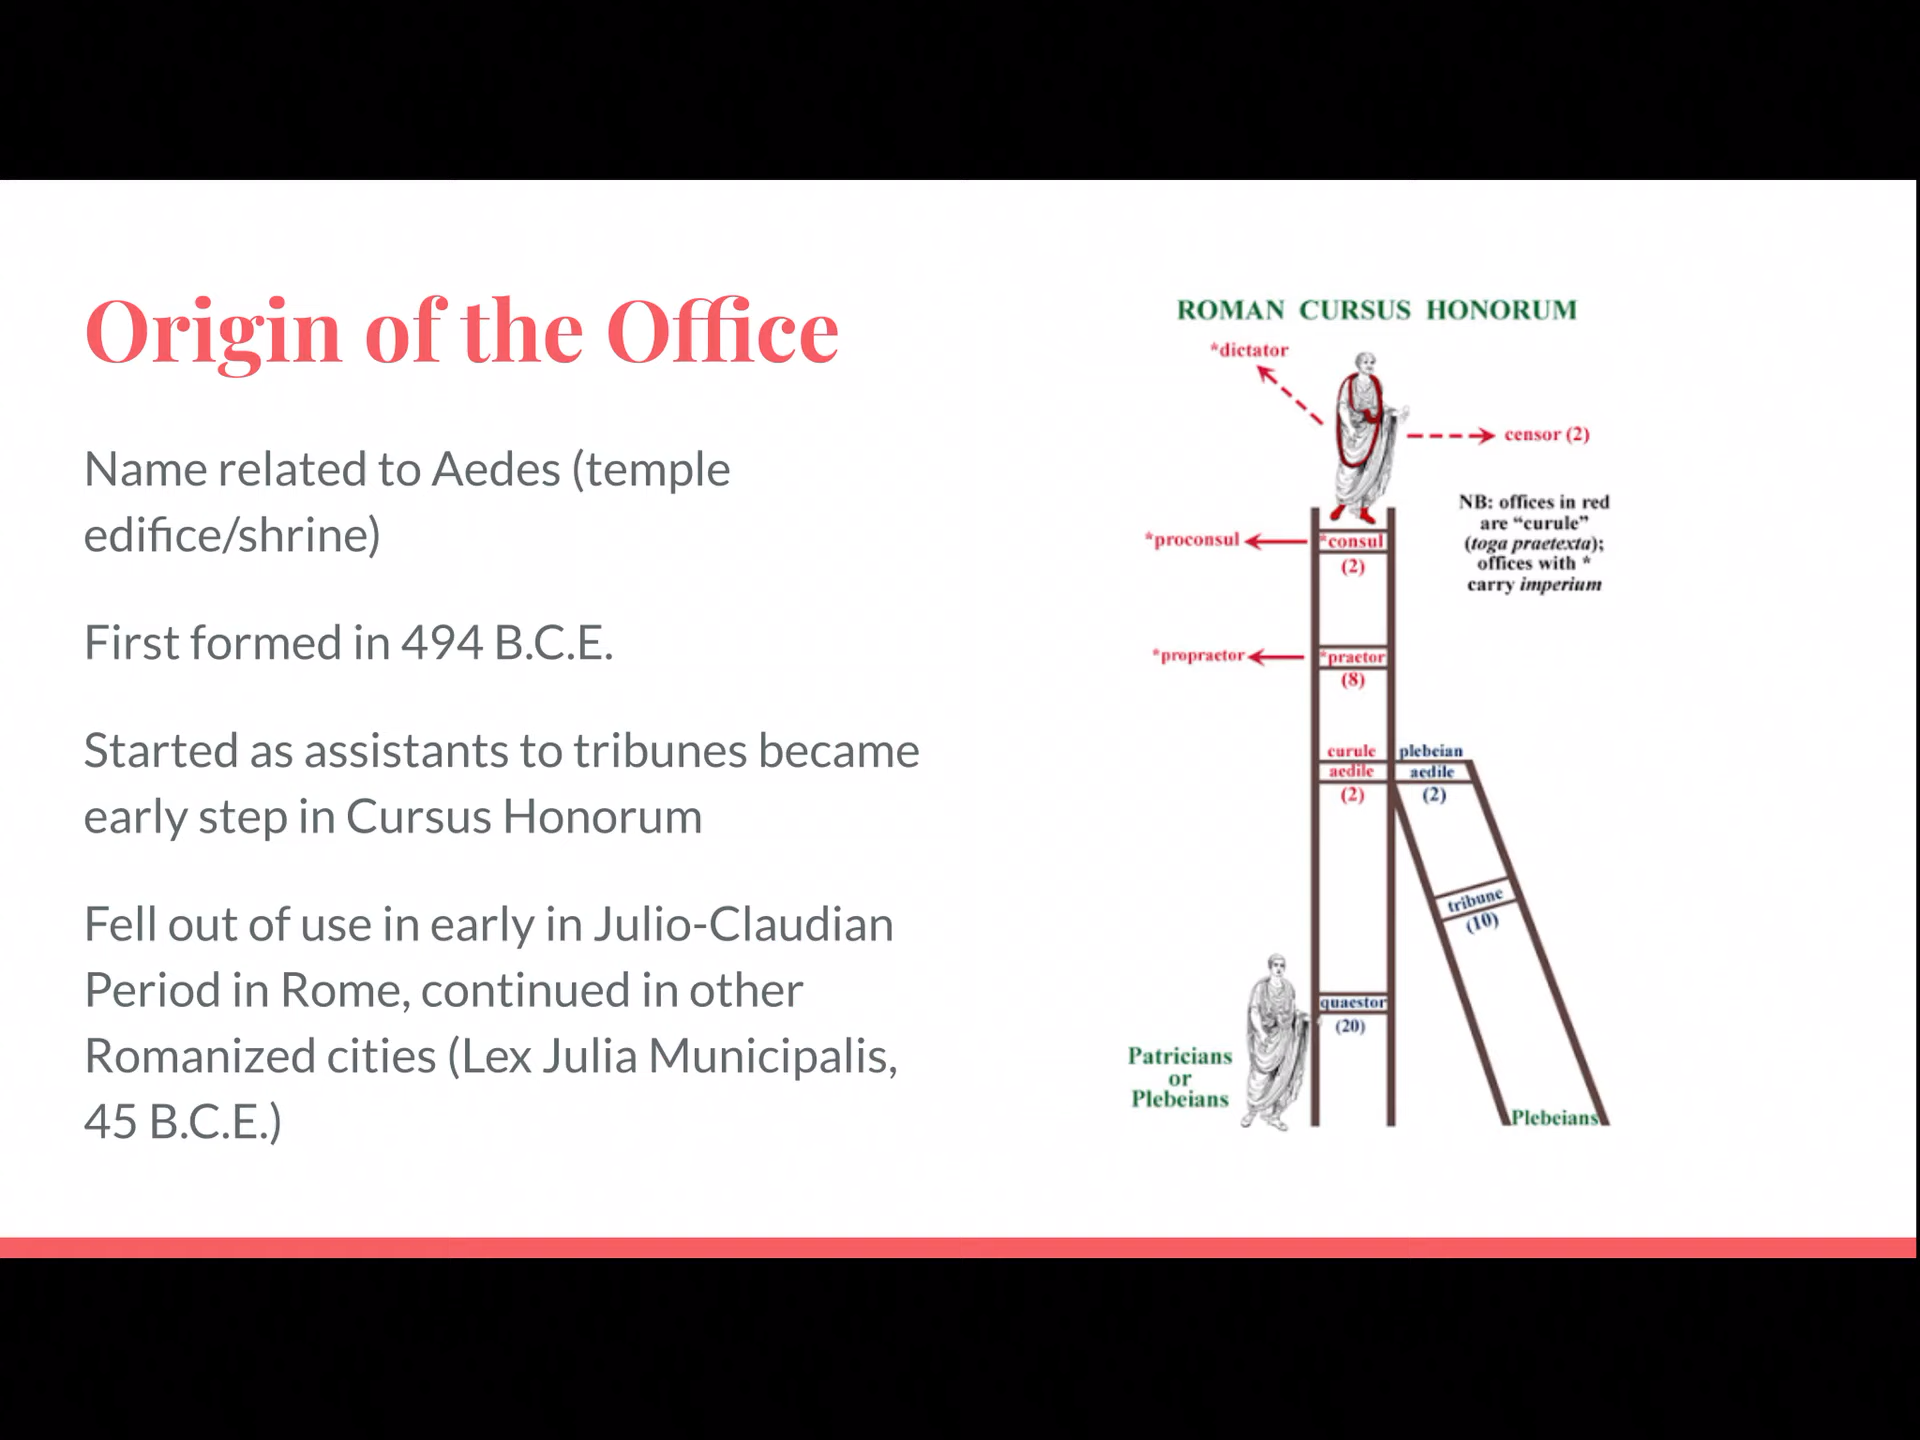 Origin of the Office
Name related to Aedes (temple
edifice/shrine)
First formed in 494 B.C.E.
Started as assistants to tribunes became
early step in Cursus Honorum
Fell out of use in early in Julio-Claudian
Period in Rome, continued in other
Romanized cities (Lex Julia Municipalis,
45 B.C.E.)
ROMAN CURSUS HONORUM
*dictator
censor (2)
NB: offices in red
are “curule”
(toga praetexta);
offices with *
carry imperium
*proconsul
*consul
(2)
*propraetor
*praetor
(8)
curule
aedile
(2)
plebeian
aedile
(2)
tribune
(10)
quaestor
(20)
Patricians
or
Plebeians
Plebeians